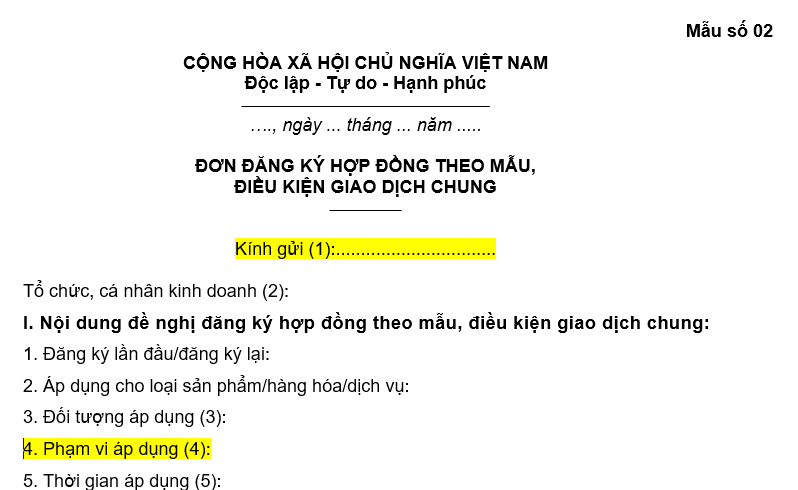 Mẫu số 02
CỘNG HÒA XÃ HỘI CHỦ NGHĨA VIỆT NAM
Độc lập - Tự do - Hạnh phúc
…., ngày ... tháng ... năm .....
ĐƠN ĐĂNG KÝ HỢP ĐỒNG THEO MẪU,
ĐIỀU KIỆN GIAO DỊCH CHUNG
Kính gửi (1):................................
Tổ chức, cá nhân kinh doanh (2):
I. Nội dung đề nghị đăng ký hợp đồng theo mẫu, điều kiện giao dịch chung:
1. Đăng ký lần đầu/đăng ký lại:
2. Áp dụng cho loại sản phẩm/hàng hóa/dịch vụ:
3. Đối tượng áp dụng (3):
4. Phạm vi áp dụng (4):
5. Thời gian áp dụng (5):